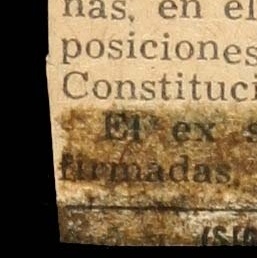 nas, en el
posiciones
Constituci
El ex s
firmadas,